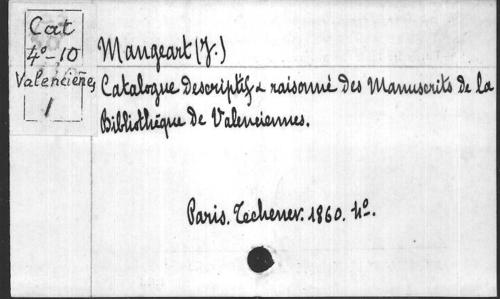 Cat
4°-10
Valenciennes
1
Mangeart (J.)
Catalogue Descriptif & raisonné des Manuscrits de la
Bibliothèque de Valenciennes.
Paris. Techener. 1860. 4°.